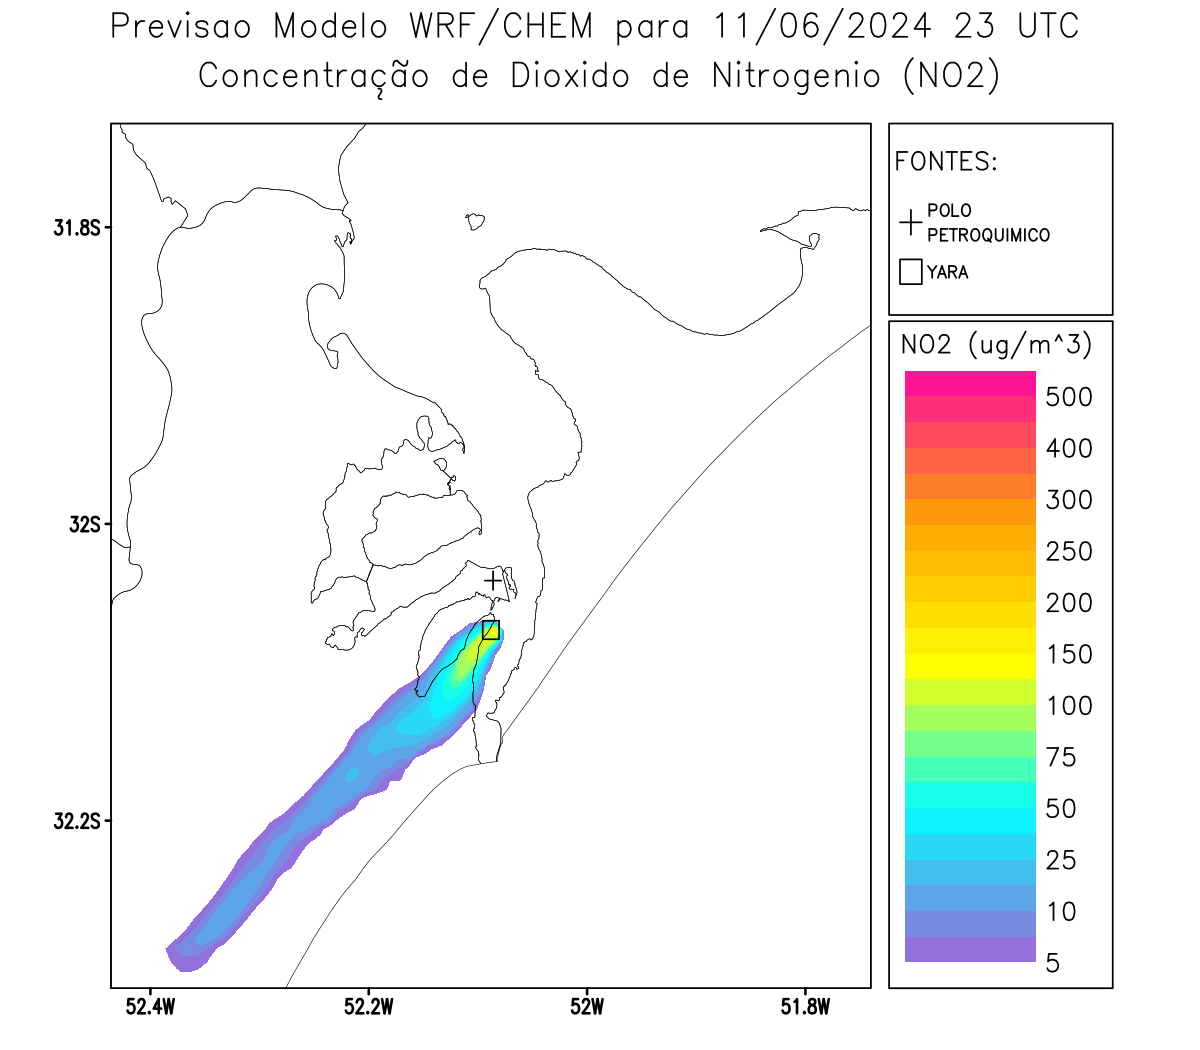 Previsao Modelo WRF/CHEM para 11/06/2024 23 UTC
Concentração de Dioxido de Nitrogenio (NO2)
FONTES:
POLO
PETROQUIMICO
YARA
NO2 (ug/m^3)
500
400
300
250
200
150
100
75
50
25
10
5
31.8S
32S
32.2S
52.4W
52.2W
52W
51.8W